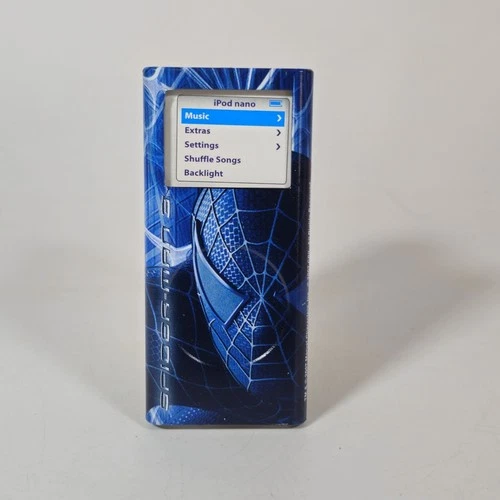 iPod nano
Music
Extras
Settings
Shuffle Songs
Backlight
SPIDER-MAN 3